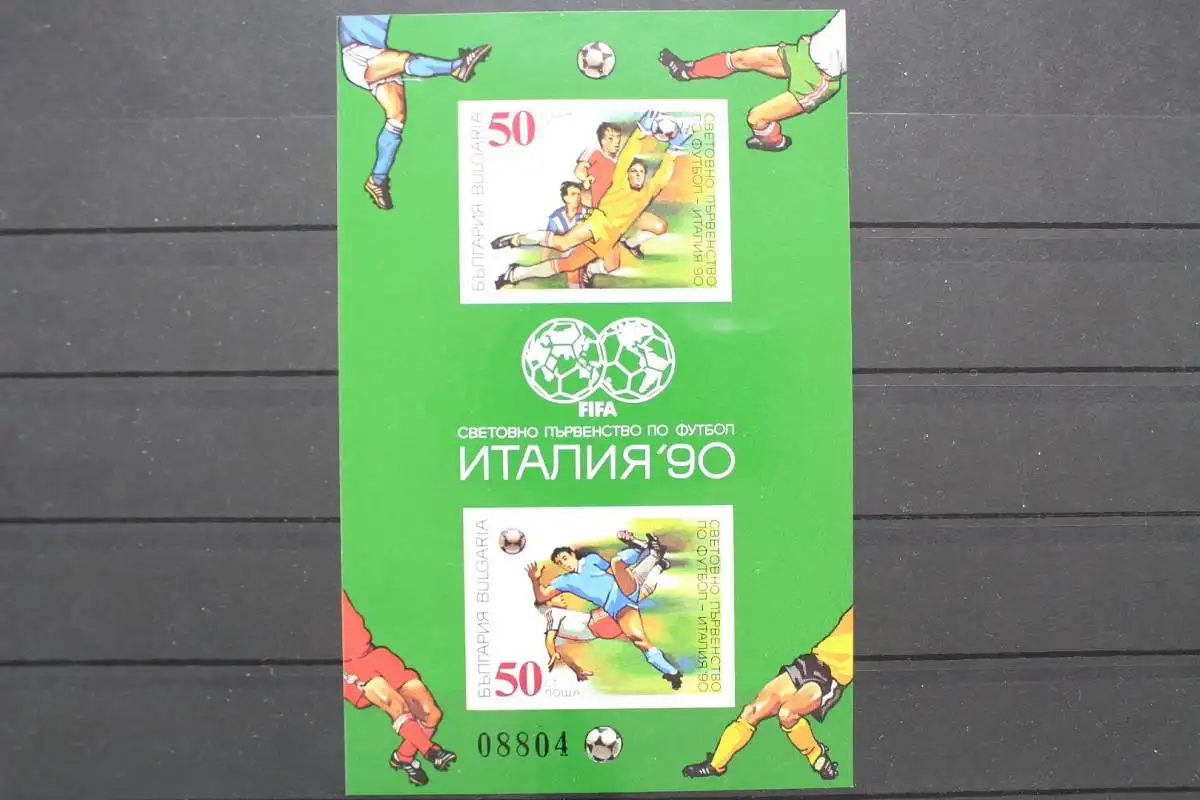 50
БЪЛГАРИЯ BULGARIA
СВЕТОВНО ПЪРВЕНСТВО
ПО ФУТБОЛ – ИТАЛИЯ '90
FIFA
СВЕТОВНО ПЪРВЕНСТВО ПО ФУТБОЛ
ИТАЛИЯ '90
БЪЛГАРИЯ BULGARIA
СВЕТОВНО ПЪРВЕНСТВО
ПО ФУТБОЛ – ИТАЛИЯ '90
50 СТ.
ПОЩА
08804